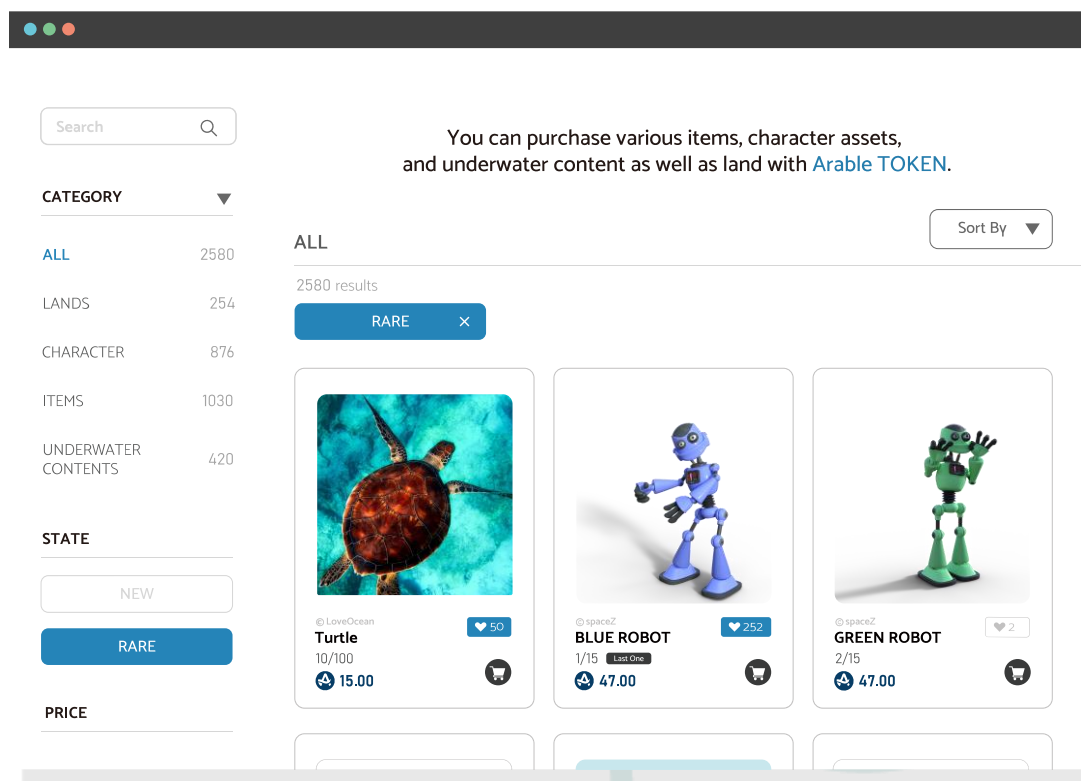 Search
You can purchase various items, character assets,
and underwater content as well as land with Arable TOKEN.
CATEGORY
Sort By
ALL
ALL 2580
2580 results
LANDS 254
RARE ×
CHARACTER 876
ITEMS 1030
UNDERWATER
CONTENTS 420
STATE
NEW
RARE
PRICE
© LoveOcean
Turtle
50
10/100
15.00
© spaceZ
BLUE ROBOT
252
1/15 Last One
47.00
© spaceZ
GREEN ROBOT
2
2/15
47.00